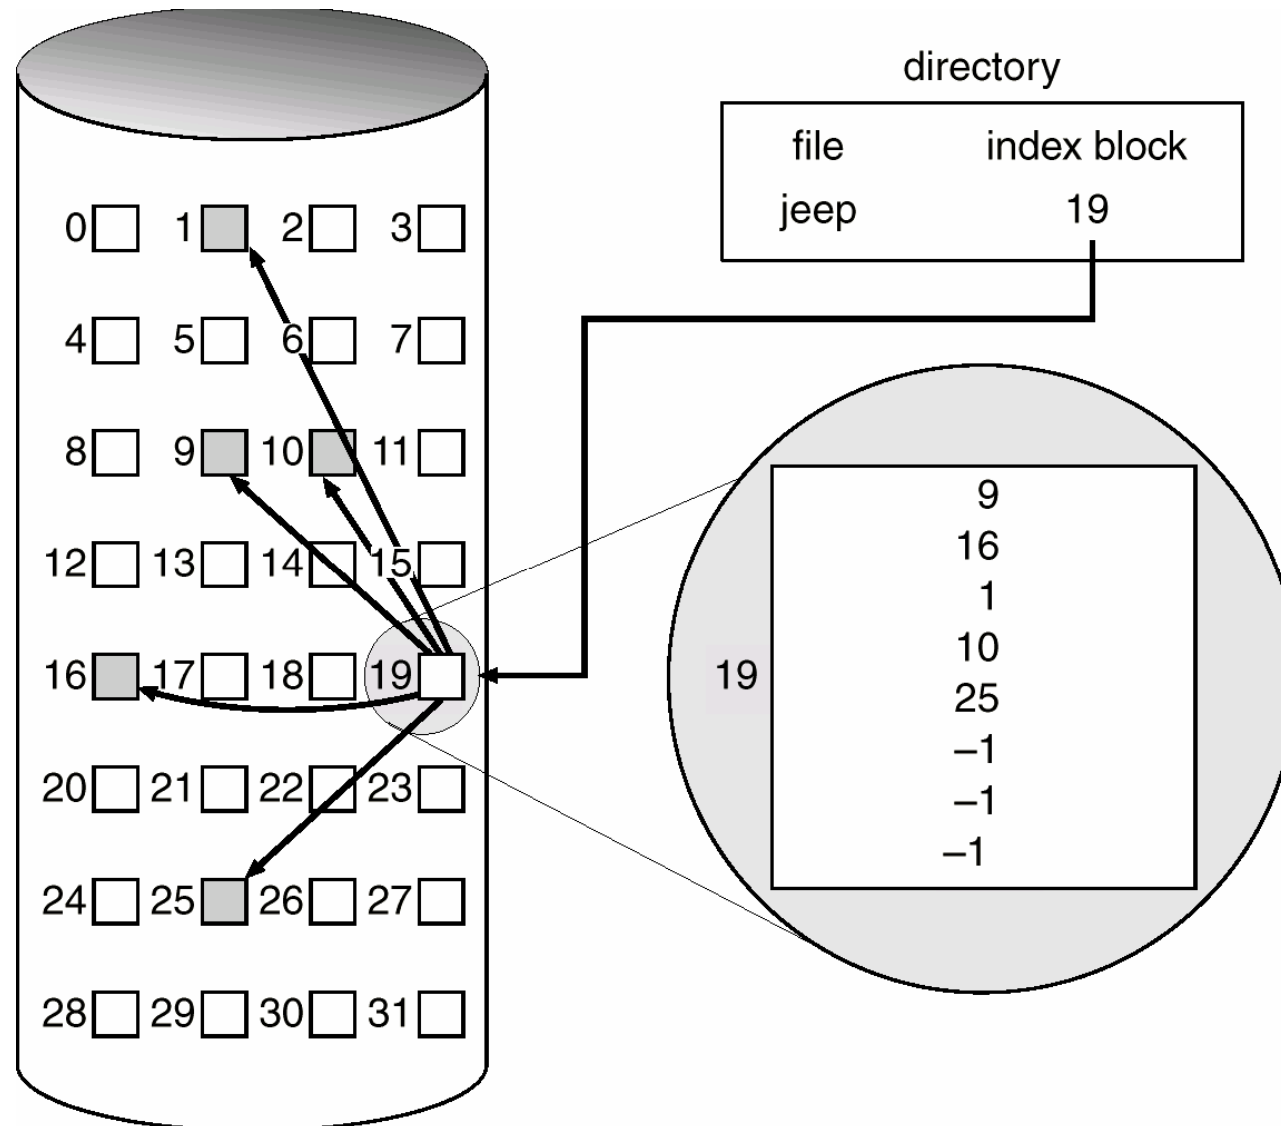 directory
file index block
jeep 19
0 1 2 3
4 5 6 7
8 9 10 11
12 13 14 15
16 17 18 19
20 21 22 23
24 25 26 27
28 29 30 31
19
9
16
1
10
25
–1
–1
–1